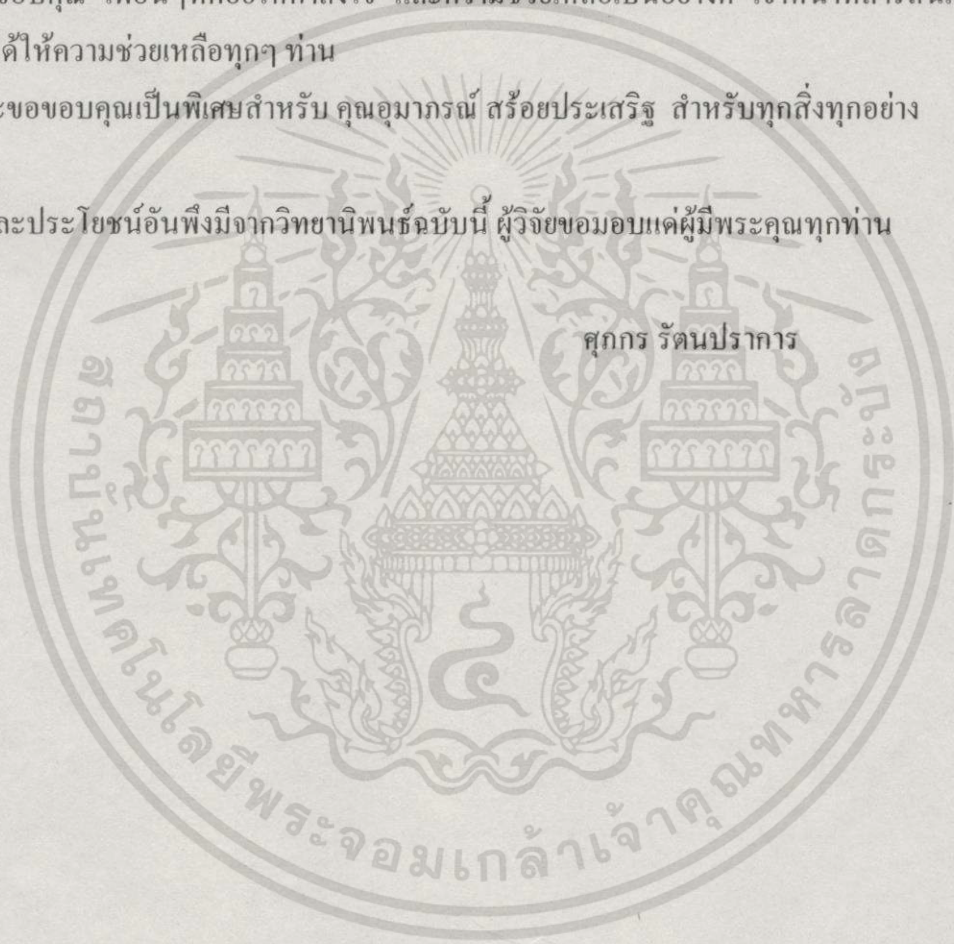 ด้ให้ความช่วยเหลือทุกๆ ท่าน
ขอขอบคุณเป็นพิเศษสำหรับ คุณอุมาภรณ์ สร้อยประเสริฐ สำหรับทุกสิ่งทุกอย่าง
ละประโยชน์อันพึงมีจากวิทยานิพนธ์ฉบับนี้ ผู้วิจัยขอมอบแด่ผู้มีพระคุณทุกท่าน
ศุภกร รัตนปราการ
สถาบันเทคโนโลยีพระจอมเกล้าเจ้าคุณทหารลาดกระบัง
๔